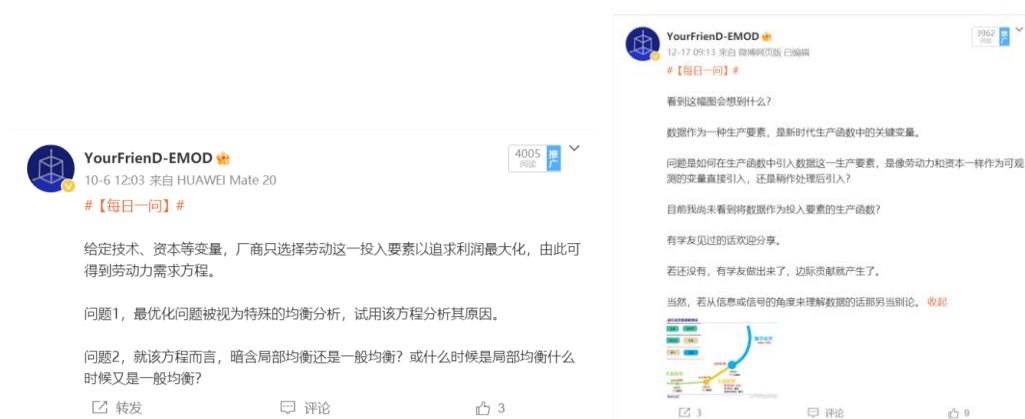 YourFrienD-EMOD
4005
阅读
推广
10-6 12:03 来自 HUAWEI Mate 20
#【每日一问】#
给定技术、资本等变量，厂商只选择劳动这一投入要素以追求利润最大化，由此可
得到劳动力需求方程。
问题1，最优化问题被视为特殊的均衡分析，试用该方程分析其原因。
问题2，就该方程而言，暗含局部均衡还是一般均衡？或什么时候是局部均衡什么
时候又是一般均衡？
转发
评论
3
YourFrienD-EMOD
3962
阅读
推广
12-17 09:13 来自 微博网页版 已编辑
#【每日一问】#
看到这幅图会想到什么？
数据作为一种生产要素，是新时代生产函数中的关键变量。
问题是如何在生产函数中引入数据这一生产要素，是像劳动力和资本一样作为可观
测的变量直接引入，还是稍作处理后引入？
目前我尚未看到将数据作为投入要素的生产函数？
有学友见过的话欢迎分享。
若还没有，有学友做出来了，边际贡献就产生了。
当然，若从信息或信号的角度来理解数据的话那另当别论。 收起
3
评论
9